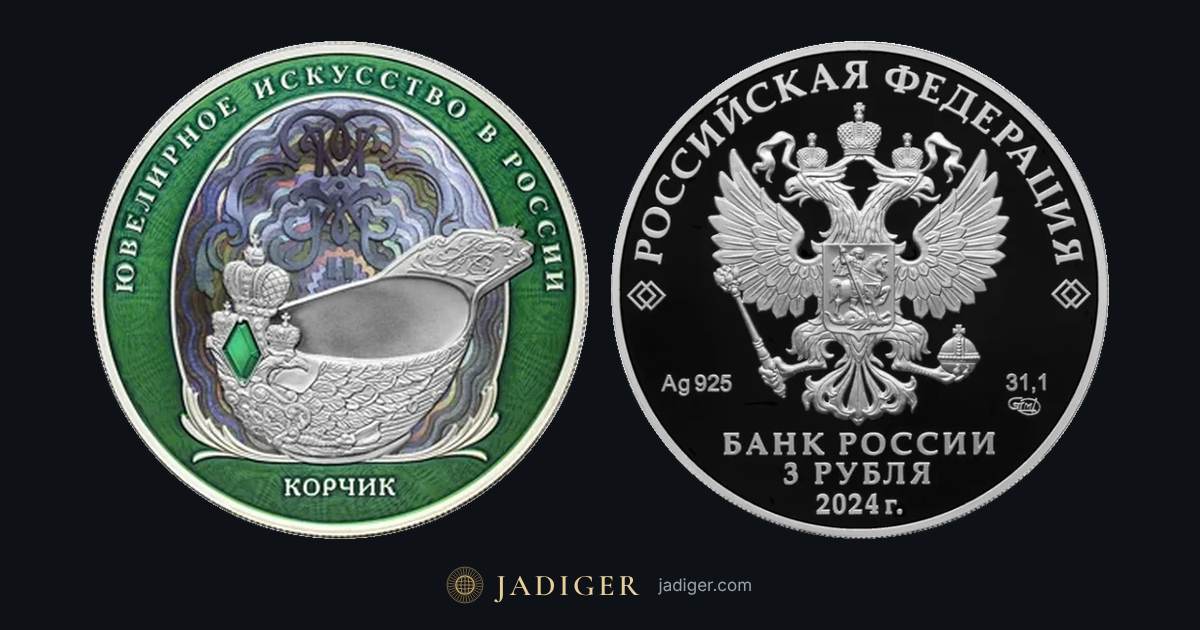 ЮВЕЛИРНОЕ ИСКУССТВО В РОССИИ
КОРЧИК
РОССИЙСКАЯ ФЕДЕРАЦИЯ
Ag 925
31,1
БАНК РОССИИ
3 РУБЛЯ
2024 г.
JADIGER
jadiger.com